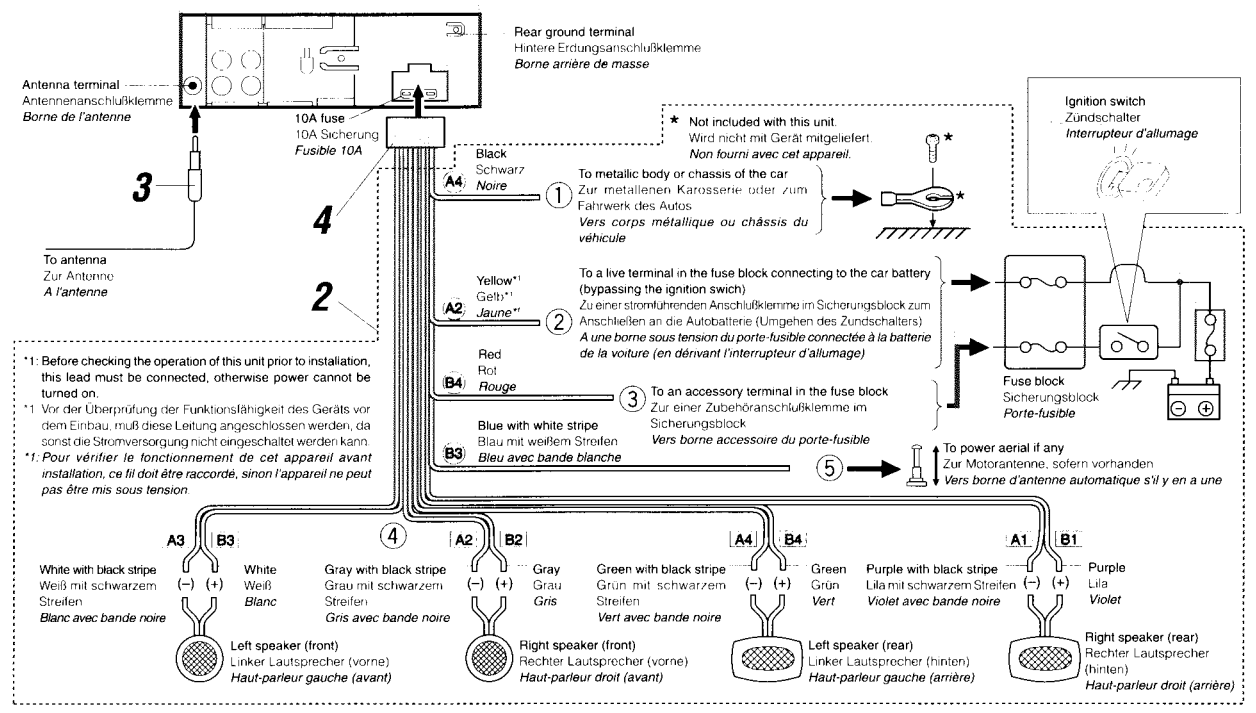 Rear ground terminal
Hintere Erdungsanschlußklemme
Borne arrière de masse
Antenna terminal
Antennenanschlußklemme
Borne de l'antenne
10A fuse
10A Sicherung
Fusible 10A
3
4
To antenna
Zur Antenne
A l'antenne
2
* Not included with this unit.
Wird nicht mit Gerät mitgeliefert.
Non fourni avec cet appareil.
Ignition switch
Zündschalter
Interrupteur d'allumage
Black
Schwarz
Noire
A4
1
To metallic body or chassis of the car
Zur metallenen Karosserie oder zum
Fahrwerk des Autos
Vers corps métallique ou châssis du
véhicule
*
*
Yellow*1
Gelb*1
Jaune*1
A2
2
To a live terminal in the fuse block connecting to the car battery
(bypassing the ignition swich)
Zu einer stromführenden Anschlußklemme im Sicherungsblock zum
Anschließen an die Autobatterie (Umgehen des Zundschalters)
A une borne sous tension du porte-fusible connectée à la batterie
de la voiture (en dérivant l'interrupteur d'allumage)
Red
Rot
Rouge
B4
3
To an accessory terminal in the fuse block
Zur einer Zubehöranschlußklemme im
Sicherungsblock
Vers borne accessoire du porte-fusible
Fuse block
Sicherungsblock
Porte-fusible
Blue with white stripe
Blau mit weißem Streifen
Bleu avec bande blanche
B3
5
To power aerial if any
Zur Motorantenne, sofern vorhanden
Vers borne d'antenne automatique s'il y en a une
*1: Before checking the operation of this unit prior to installation,
this lead must be connected, otherwise power cannot be
turned on.
*1 Vor der Überprüfung der Funktionsfähigkeit des Geräts vor
dem Einbau, muß diese Leitung angeschlossen werden, da
sonst die Stromversorgung nicht eingeschaltet werden kann.
*1: Pour vérifier le fonctionnement de cet appareil avant
installation, ce fil doit être raccordé, sinon l'appareil ne peut
pas être mis sous tension.
4
A3 B3
White with black stripe
Weiß mit schwarzem
Streifen
Blanc avec bande noire
(−) (+)
White
Weiß
Blanc
Left speaker (front)
Linker Lautsprecher (vorne)
Haut-parleur gauche (avant)
A2 B2
Gray with black stripe
Grau mit schwarzem
Streifen
Gris avec bande noire
(−) (+)
Gray
Grau
Gris
Right speaker (front)
Rechter Lautsprecher (vorne)
Haut-parleur droit (avant)
A4 B4
Green with black stripe
Grün mit schwarzem
Streifen
Vert avec bande noire
(−) (+)
Green
Grün
Vert
Left speaker (rear)
Linker Lautsprecher (hinten)
Haut-parleur gauche (arrière)
A1 B1
Purple with black stripe
Lila mit schwarzem Streifen
Violet avec bande noire
(−) (+)
Purple
Lila
Violet
Right speaker (rear)
Rechter Lautsprecher
(hinten)
Haut-parleur droit (arrière)